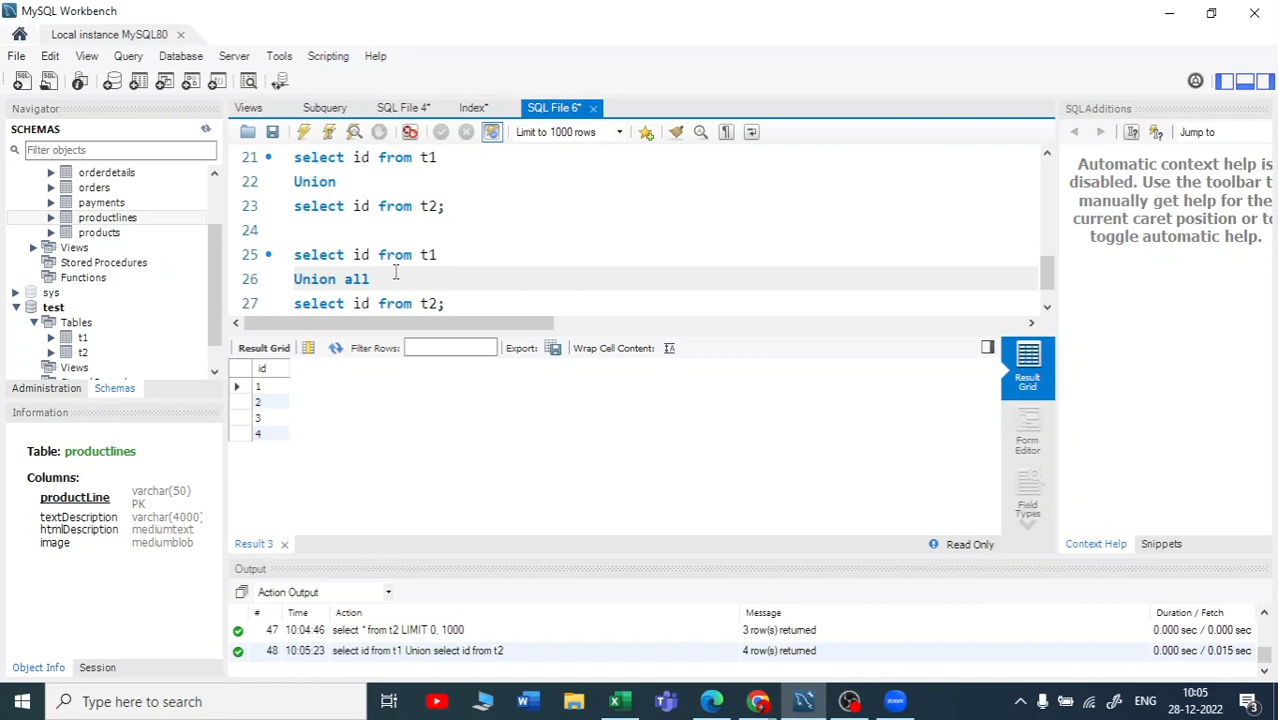 MySQL Workbench
Local instance MySQL80
File Edit View Query Database Server Tools Scripting Help
Navigator
SCHEMAS
Filter objects
orderdetails
orders
payments
productlines
products
Views
Stored Procedures
Functions
sys
test
Tables
t1
t2
Views
Administration Schemas
Information
Table: productlines
Columns:
productLine varchar(50) PK
textDescription varchar(4000)
htmlDescription mediumtext
image mediumblob
Object Info Session
Views Subquery SQL File 4* Index* SQL File 6*
Limit to 1000 rows
21 select id from t1
22 Union
23 select id from t2;
24
25 select id from t1
26 Union all
27 select id from t2;
Result Grid Filter Rows: Export: Wrap Cell Content:
id
1
2
3
4
Result Grid
Form Editor
Field Types
Result 3 Read Only
Output
Action Output
# Time Action Message Duration / Fetch
47 10:04:46 select * from t2 LIMIT 0, 1000 3 row(s) returned 0.000 sec / 0.000 sec
48 10:05:23 select id from t1 Union select id from t2 4 row(s) returned 0.000 sec / 0.015 sec
SQLAdditions
Jump to
Automatic context help is
disabled. Use the toolbar t
manually get help for the
current caret position or to
toggle automatic help.
Context Help Snippets
Type here to search
ENG
10:05
28-12-2022
3